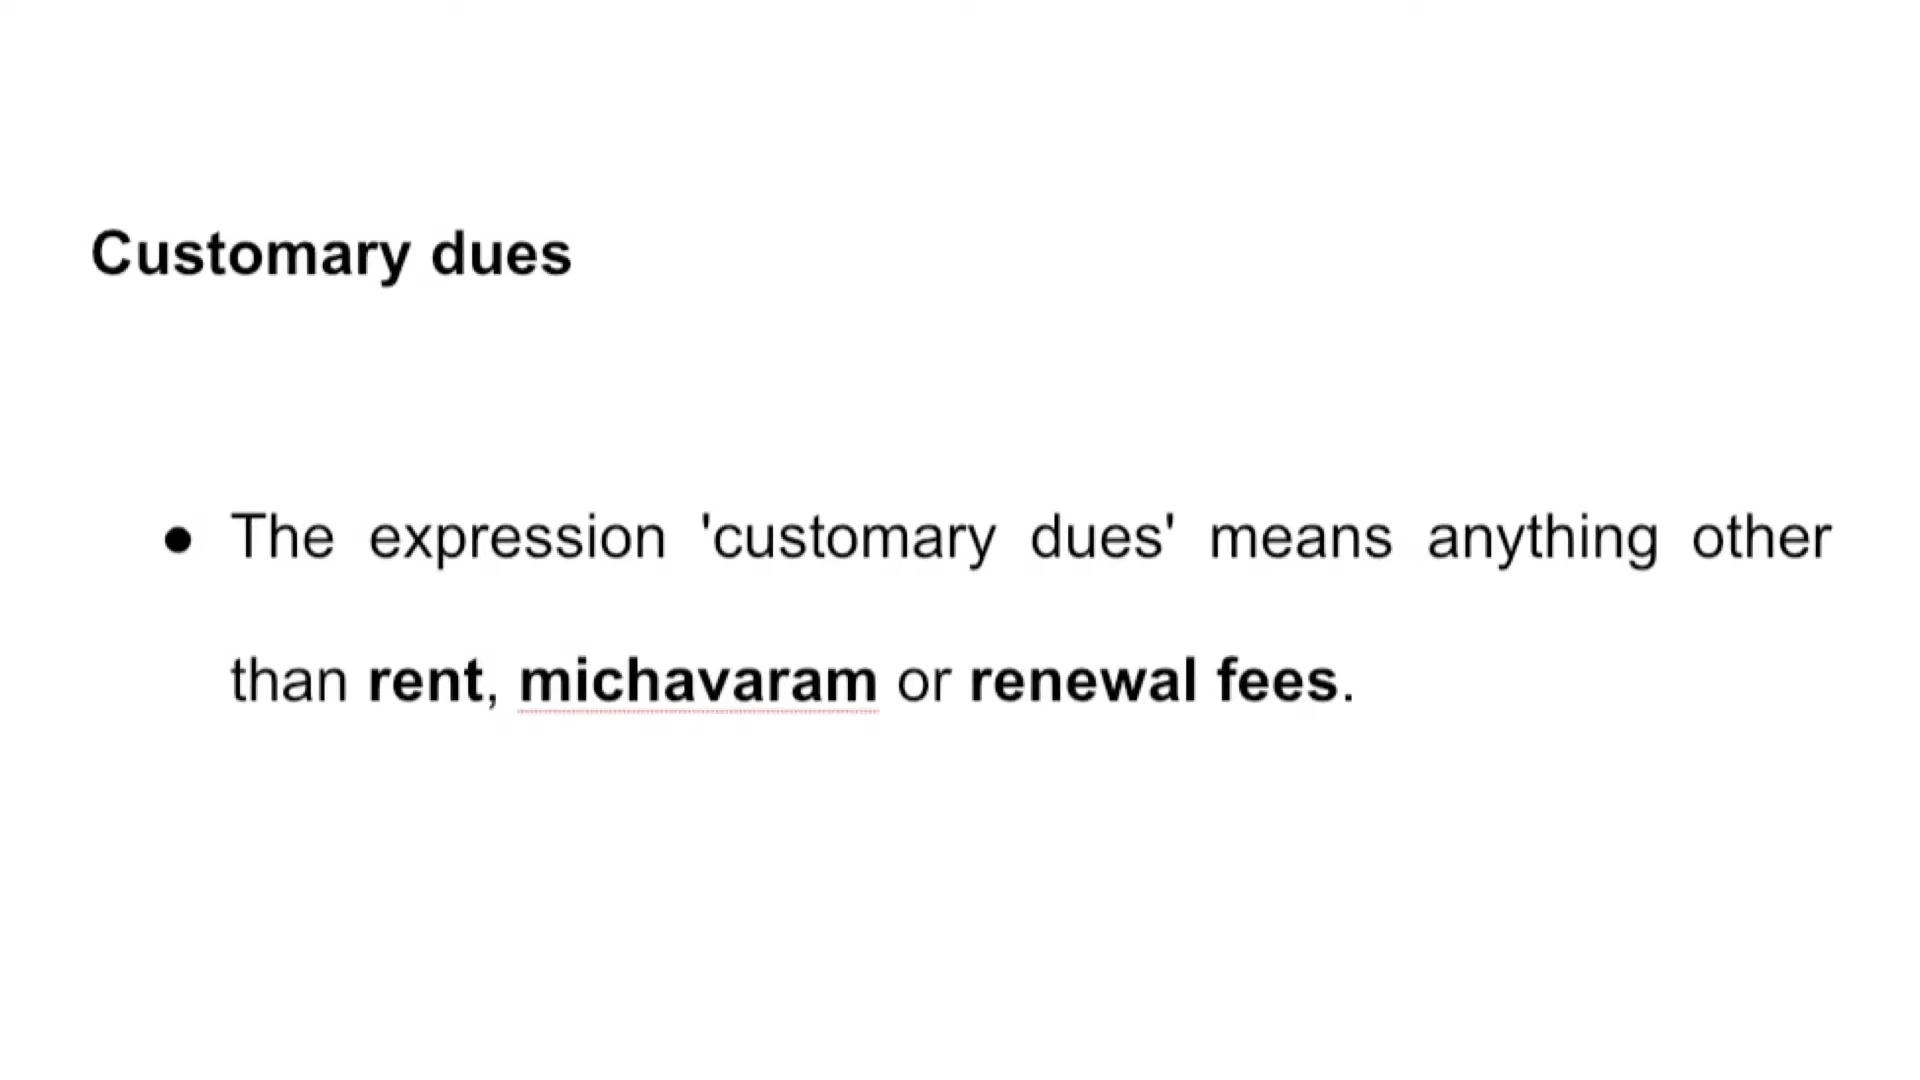 Customary dues
● The expression 'customary dues' means anything other
than rent, michavaram or renewal fees.